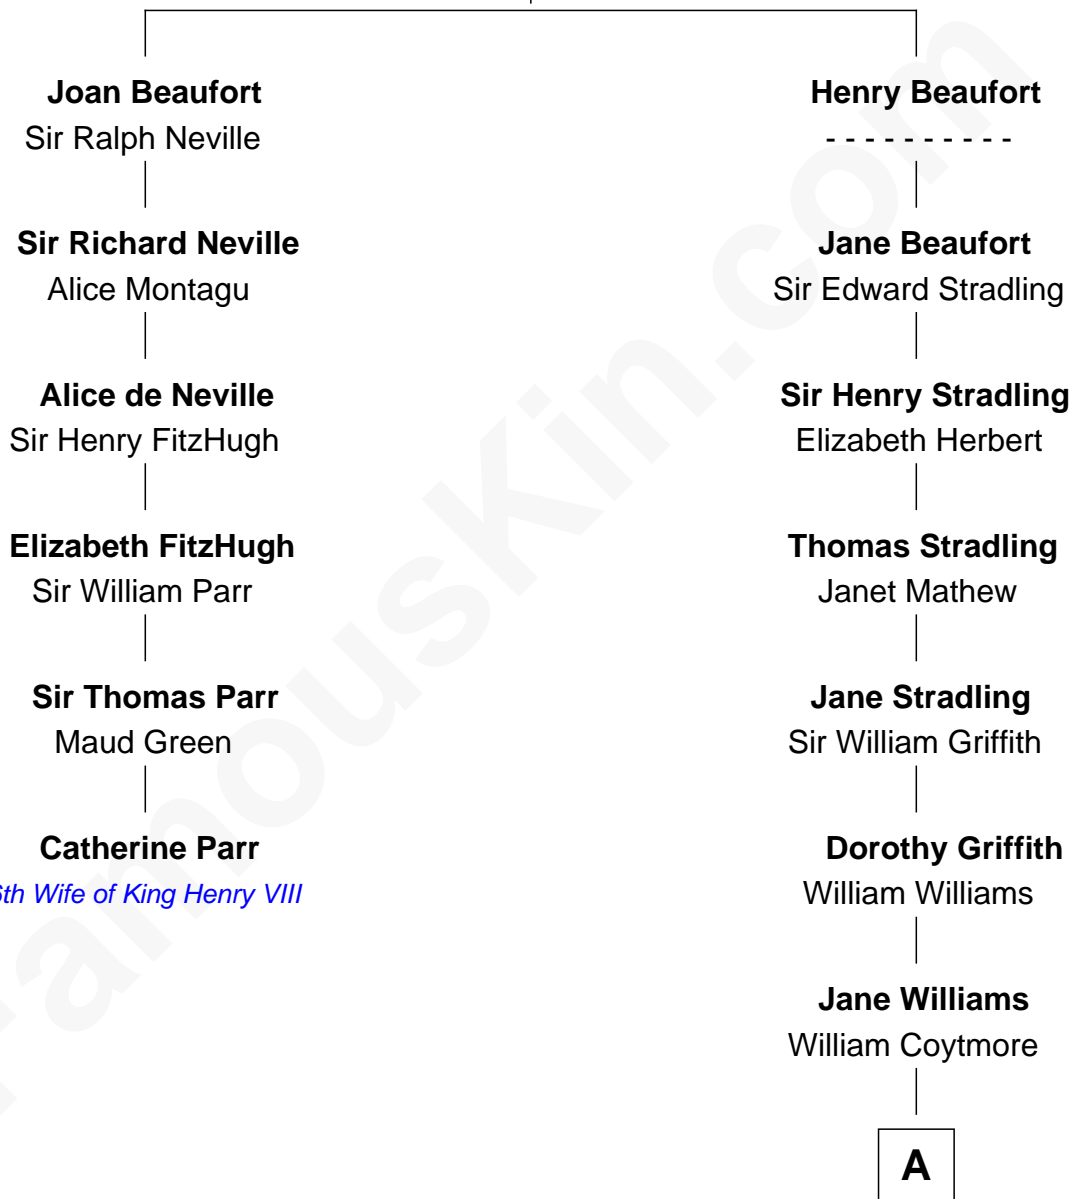 Joan Beaufort
Sir Ralph Neville
Sir Richard Neville
Alice Montagu
Alice de Neville
Sir Henry FitzHugh
Elizabeth FitzHugh
Sir William Parr
Sir Thomas Parr
Maud Green
Catherine Parr
6th Wife of King Henry VIII
Henry Beaufort
- - - - - - - - - -
Jane Beaufort
Sir Edward Stradling
Sir Henry Stradling
Elizabeth Herbert
Thomas Stradling
Janet Mathew
Jane Stradling
Sir William Griffith
Dorothy Griffith
William Williams
Jane Williams
William Coytmore
A
FamousKin.com